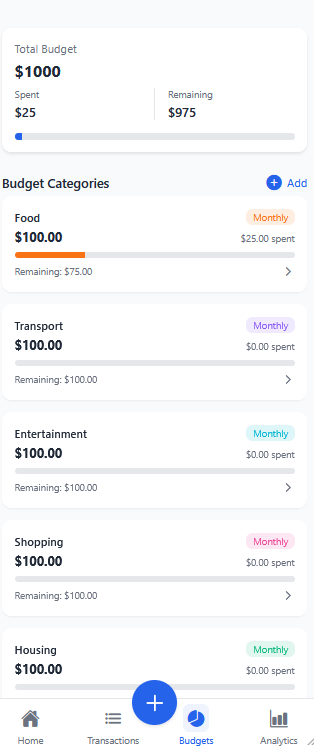 Total Budget
$1000
Spent Remaining
$25 $975
Budget Categories Add
Food Monthly
$100.00 $25.00 spent
Remaining: $75.00
Transport Monthly
$100.00 $0.00 spent
Remaining: $100.00
Entertainment Monthly
$100.00 $0.00 spent
Remaining: $100.00
Shopping Monthly
$100.00 $0.00 spent
Remaining: $100.00
Housing Monthly
$100.00 $0.00 spent
Home Transactions Budgets Analytics